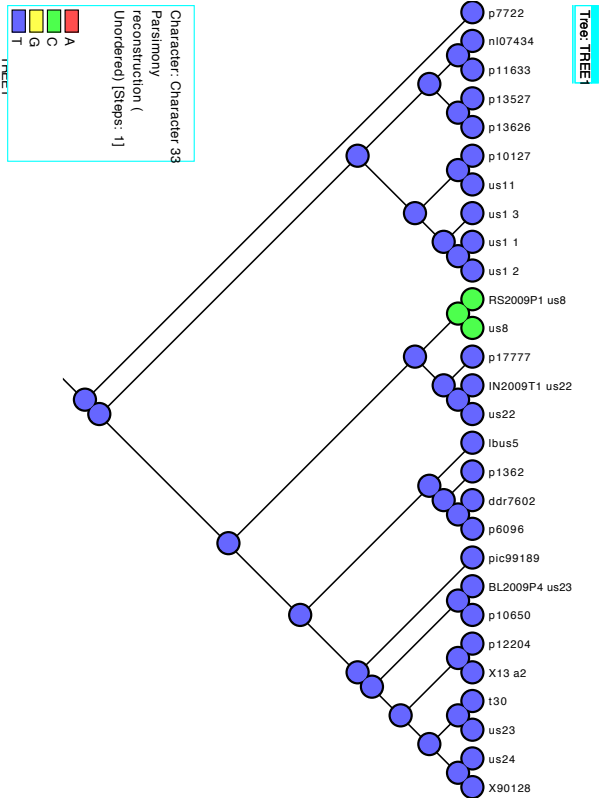 Tree: TREE1
Character: Character 33
Parsimony
reconstruction (
Unordered) [Steps: 1]
A
C
G
T
TREE1
p7722
nl07434
p11633
p13527
p13626
p10127
us11
us1 3
us1 1
us1 2
RS2009P1 us8
us8
p17777
IN2009T1 us22
us22
lbus5
p1362
ddr7602
p6096
pic99189
BL2009P4 us23
p10650
p12204
X13 a2
t30
us23
us24
X90128